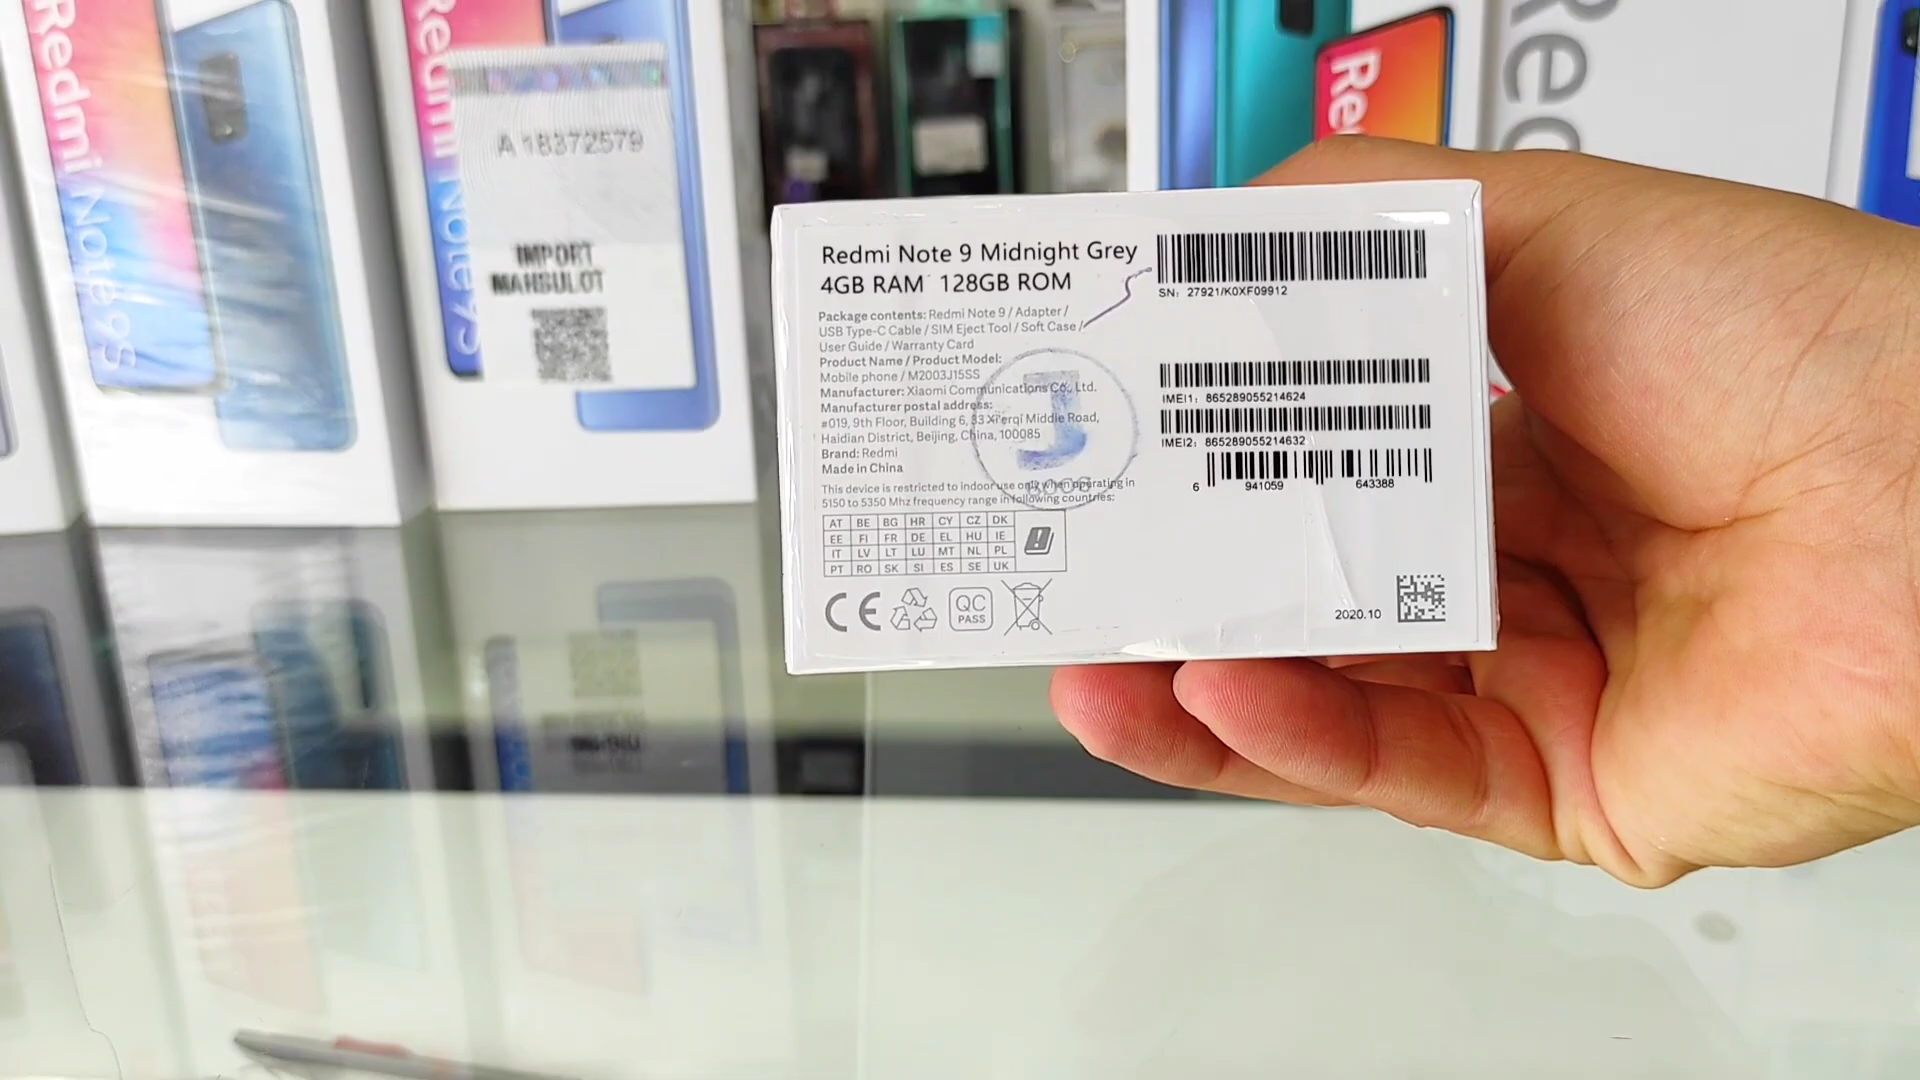 Redmi Note 9S
Redmi Note 9S
A 18372579
IMPORT
MAHSULOT
Redmi Note 9 Midnight Grey
4GB RAM 128GB ROM
Package contents: Redmi Note 9 / Adapter /
USB Type-C Cable / SIM Eject Tool / Soft Case /
User Guide / Warranty Card
Product Name / Product Model:
Mobile phone / M2003J15SS
Manufacturer: Xiaomi Communications Co., Ltd.
Manufacturer postal address:
#019, 9th Floor, Building 6, 33 Xi'erqi Middle Road,
Haidian District, Beijing, China, 100085
Brand: Redmi
Made in China
This device is restricted to indoor use only when operating in
5150 to 5350 Mhz frequency range in following countries:
AT BE BG HR CY CZ DK
EE FI FR DE EL HU IE
IT LV LT LU MT NL PL
PT RO SK SI ES SE UK
CE
QC
PASS
SN: 27921/K0XF09912
IMEI1: 865289055214624
IMEI2: 865289055214632
6 941059 643388
2020.10
Re
Red